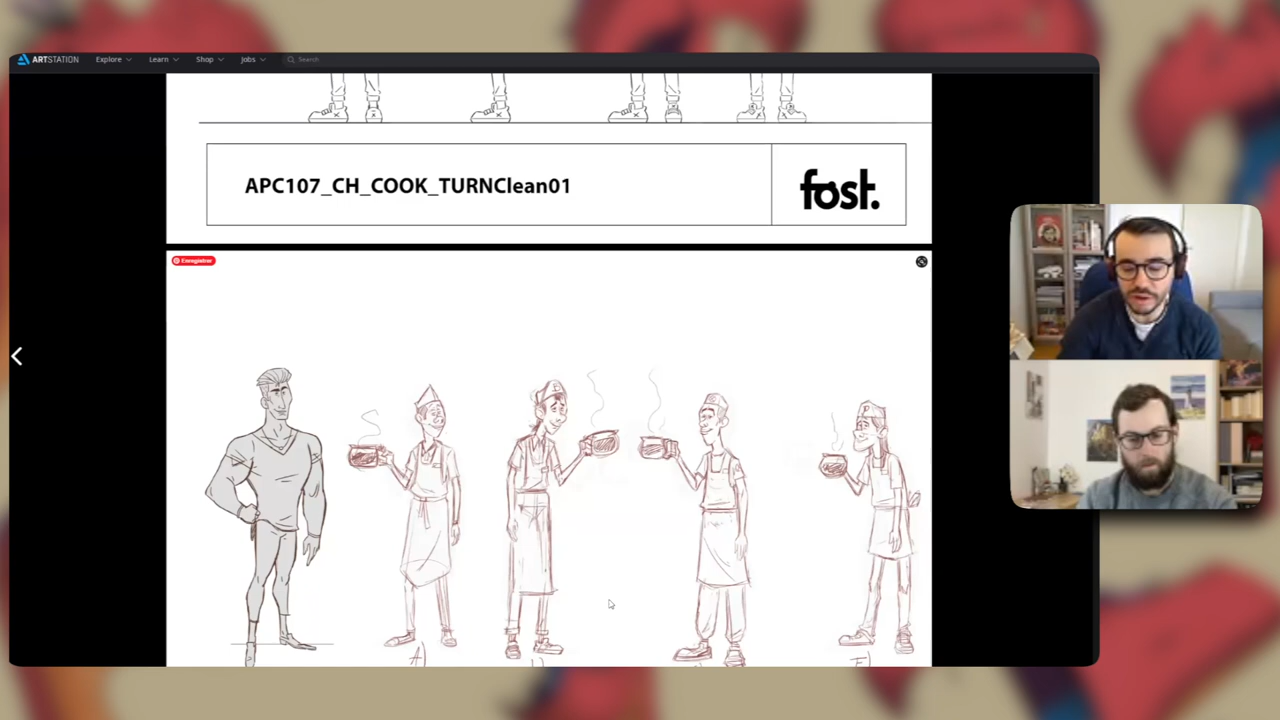 ARTSTATION Explore Learn Shop Jobs Search
APC107_CH_COOK_TURNClean01
fost.
Enregistrer
A)